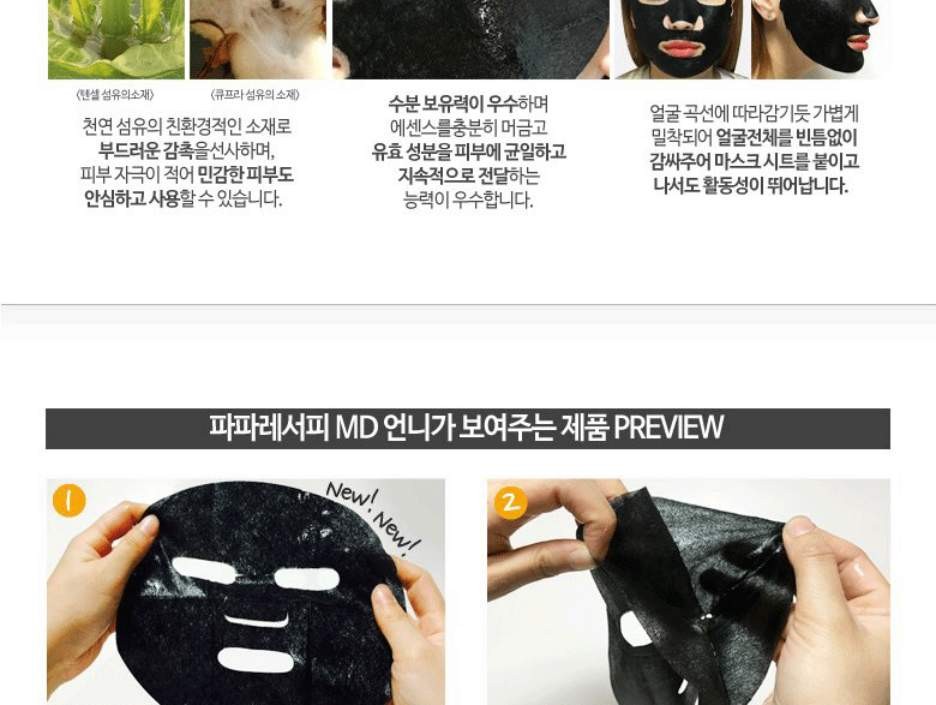 〈텐셀 섬유의소재〉
〈큐프라 섬유의 소재〉
천연 섬유의 친환경적인 소재로
부드러운 감촉을선사하며,
피부 자극이 적어 민감한 피부도
안심하고 사용할 수 있습니다.
수분 보유력이 우수하며
에센스를충분히 머금고
유효 성분을 피부에 균일하고
지속적으로 전달하는
능력이 우수합니다.
얼굴 곡선에 따라감기듯 가볍게
밀착되어 얼굴전체를 빈틈없이
감싸주어 마스크 시트를 붙이고
나서도 활동성이 뛰어납니다.
파파레서피 MD 언니가 보여주는 제품 PREVIEW
1
New! New!
2